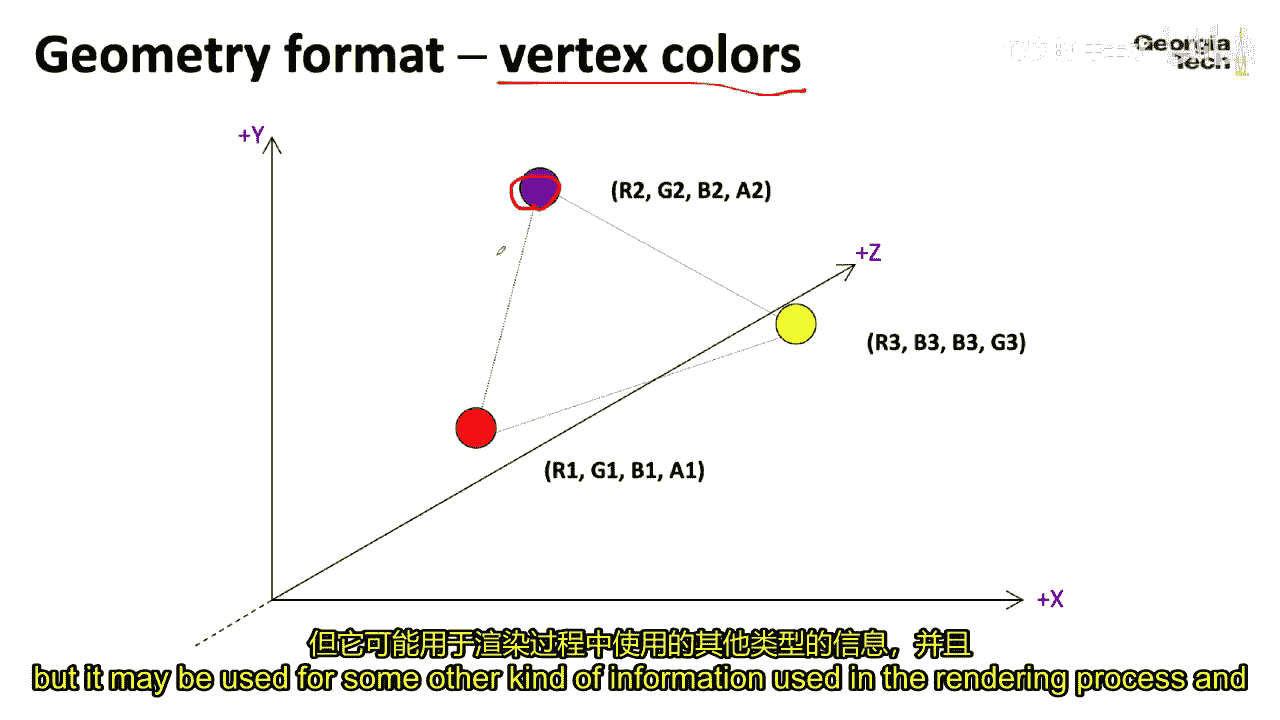 Geometry format – vertex colors
Georgia
Tech
+Y
(R2, G2, B2, A2)
+Z
(R3, B3, B3, G3)
(R1, G1, B1, A1)
+X
但它可能用于渲染过程中使用的其他类型的信息，并且
but it may be used for some other kind of information used in the rendering process and